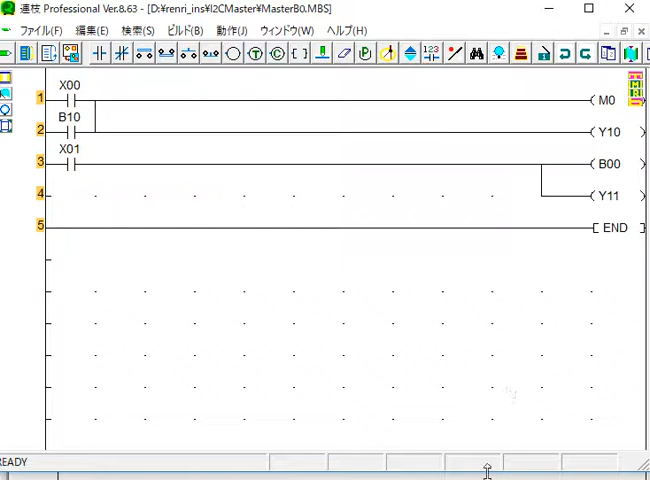 連枝 Professional Ver.8.63 - [D:¥renri_ins¥I2CMaster¥MasterB0.MBS]
ファイル(F) 編集(E) 検索(S) ビルド(B) 動作(J) ウィンドウ(W) ヘルプ(H)
123
X00
1 M0
B10
2 Y10
X01
3 B00
4 Y11
5 END
READY